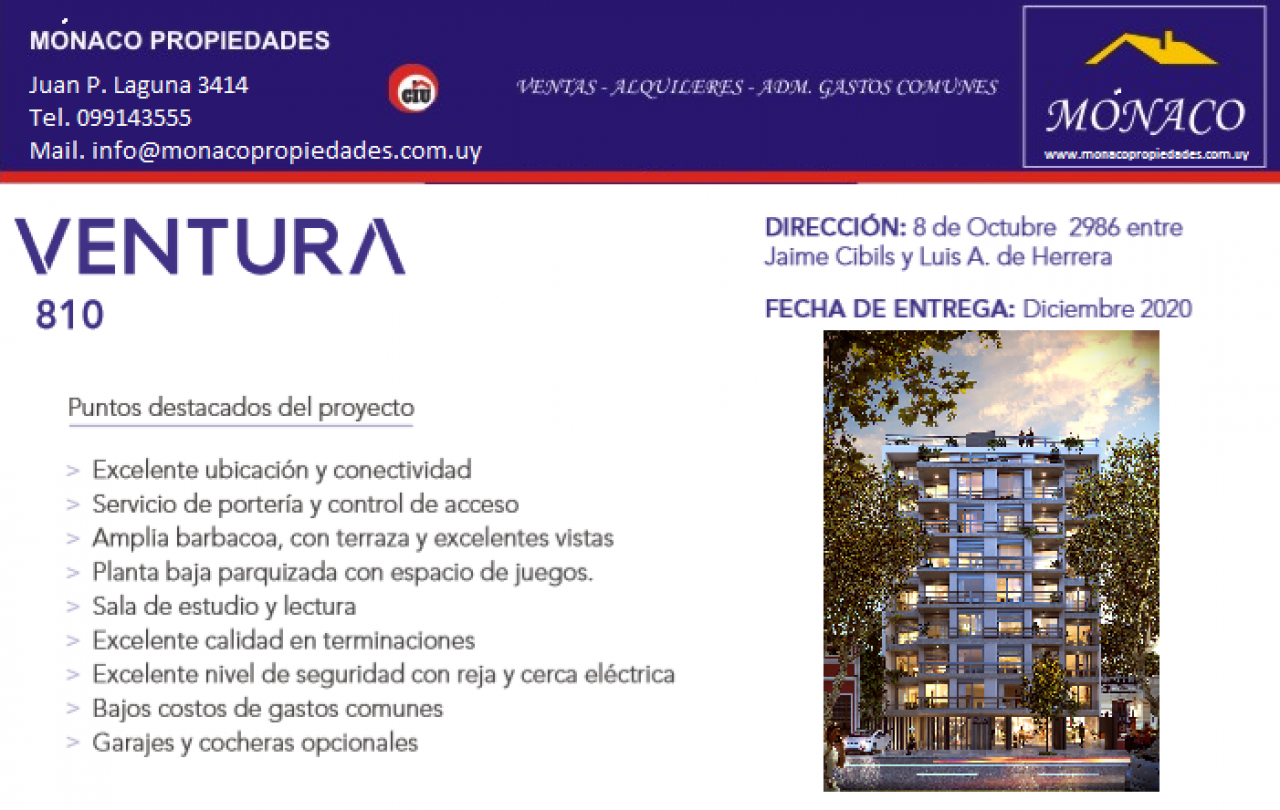 MÓNACO PROPIEDADES
Juan P. Laguna 3414
Tel. 099143555
Mail. info@monacopropiedades.com.uy
CIU
VENTAS - ALQUILERES - ADM. GASTOS COMUNES
MÓNACO
www.monacopropiedades.com.uy
VENTURA
810
DIRECCIÓN: 8 de Octubre 2986 entre
Jaime Cibils y Luis A. de Herrera
FECHA DE ENTREGA: Diciembre 2020
Puntos destacados del proyecto
> Excelente ubicación y conectividad
> Servicio de portería y control de acceso
> Amplia barbacoa, con terraza y excelentes vistas
> Planta baja parquizada con espacio de juegos.
> Sala de estudio y lectura
> Excelente calidad en terminaciones
> Excelente nivel de seguridad con reja y cerca eléctrica
> Bajos costos de gastos comunes
> Garajes y cocheras opcionales